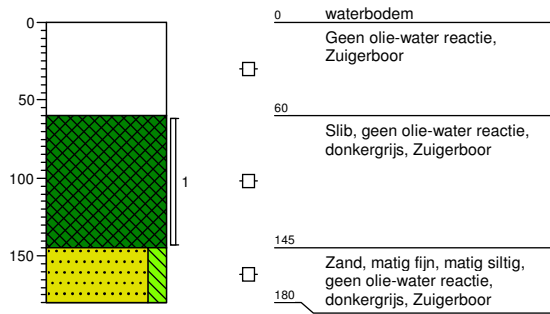 0
50
100
150
1
0 waterbodem
Geen olie-water reactie,
Zuigerboor
60
Slib, geen olie-water reactie,
donkergrijs, Zuigerboor
145
Zand, matig fijn, matig siltig,
geen olie-water reactie,
180
donkergrijs, Zuigerboor